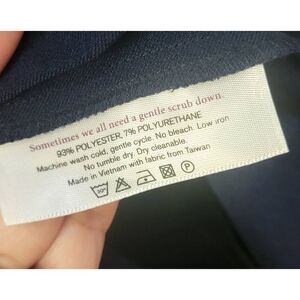 Sometimes we all need a gentle scrub down.
93% POLYESTER, 7% POLYURETHANE
Machine wash cold, gentle cycle. No bleach. Low iron
No tumble dry. Dry cleanable.
Made in Vietnam with fabric from Taiwan
P